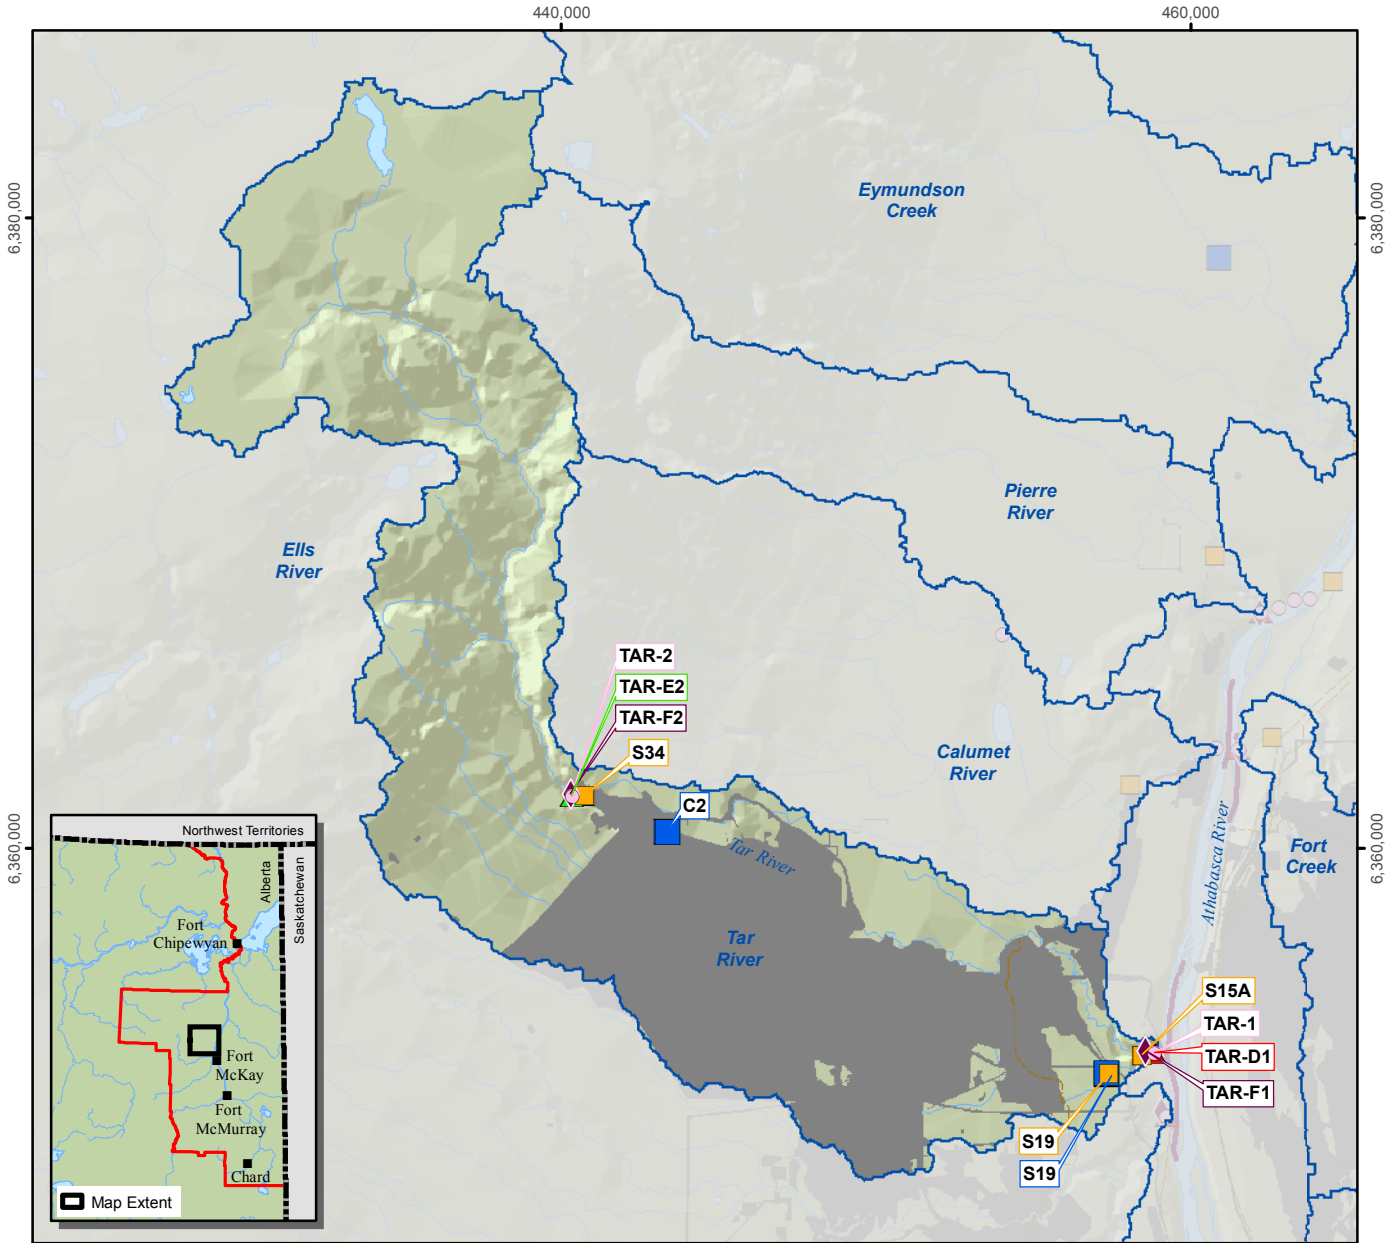 440,000
460,000
6,380,000
6,380,000
Eymundson
Creek
Pierre
River
Ells
River
TAR-2
TAR-E2
TAR-F2
S34
C2
Calumet
River
Tar River
6,360,000
6,360,000
Athabasca River
Fort
Creek
Tar
River
S15A
TAR-1
TAR-D1
TAR-F1
S19
S19
Northwest Territories
Alberta
Saskatchewan
Fort
Chipewyan
Fort
McKay
Fort
McMurray
Chard
Map Extent